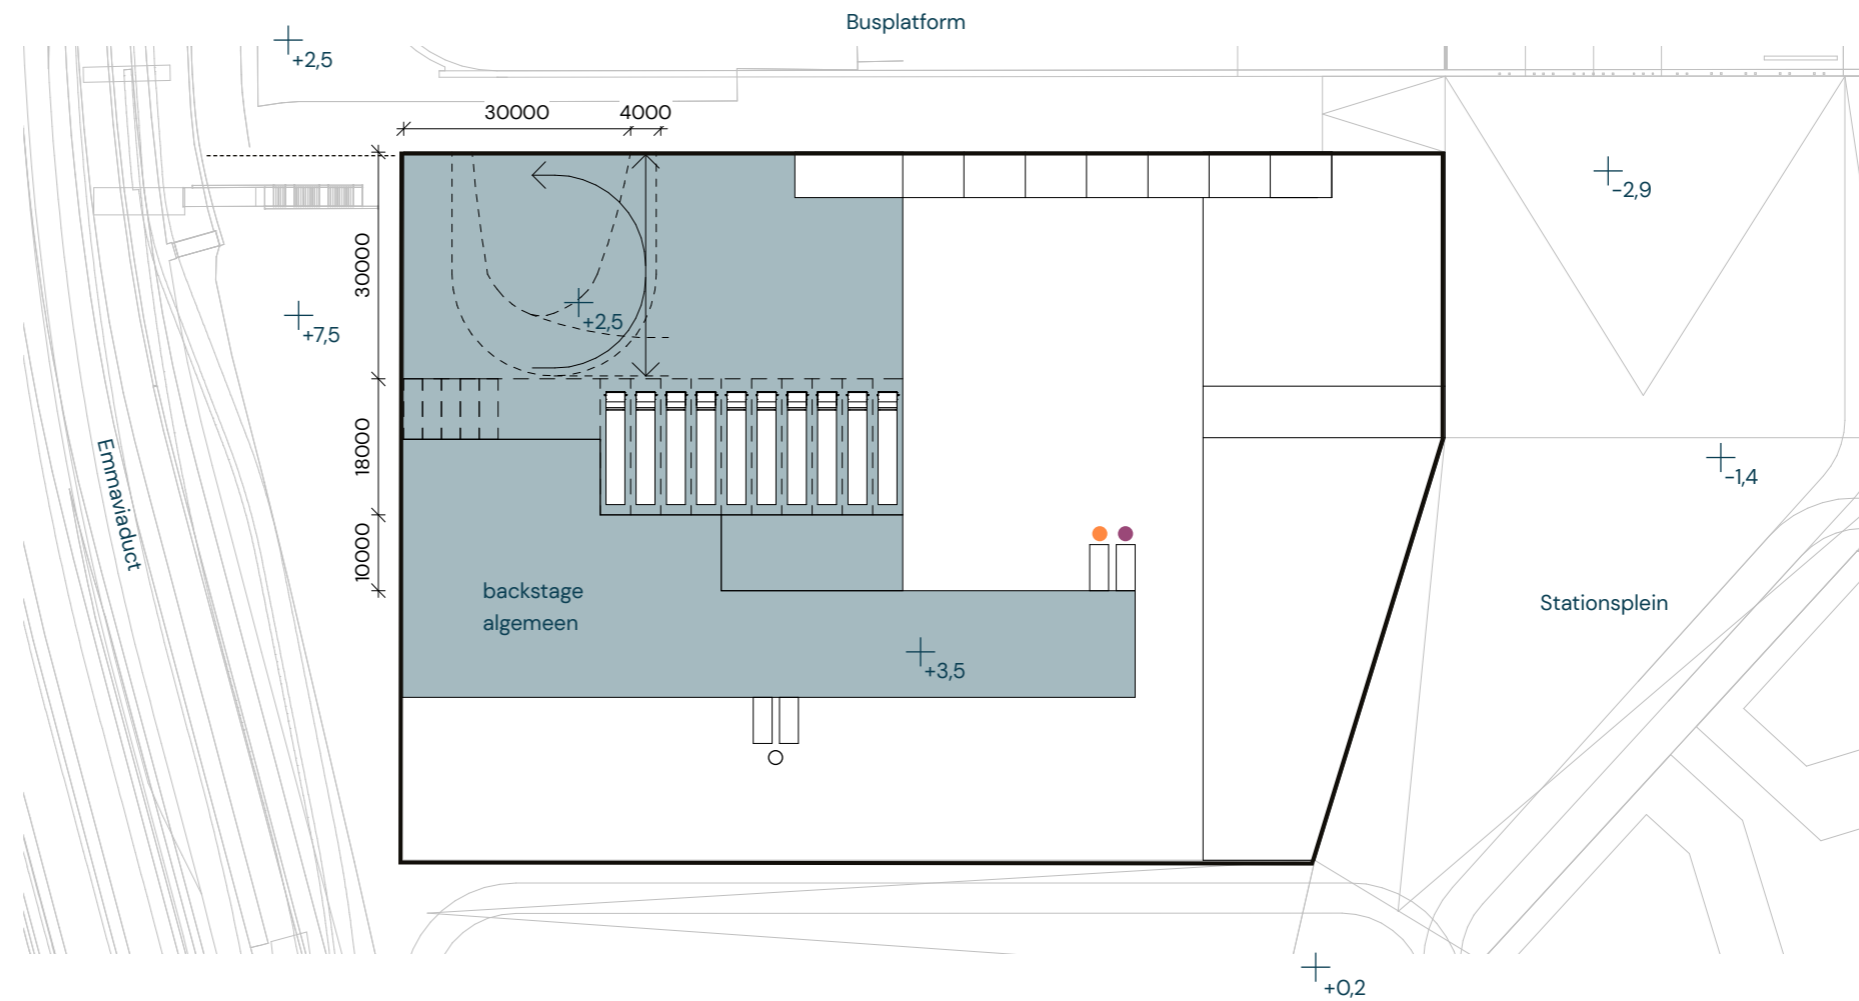 Busplatform
+2,5
30000
4000
-2,9
30000
+2,5
+7,5
18000
Emmaviaduct
-1,4
10000
backstage
algemeen
Stationsplein
+3,5
+0,2